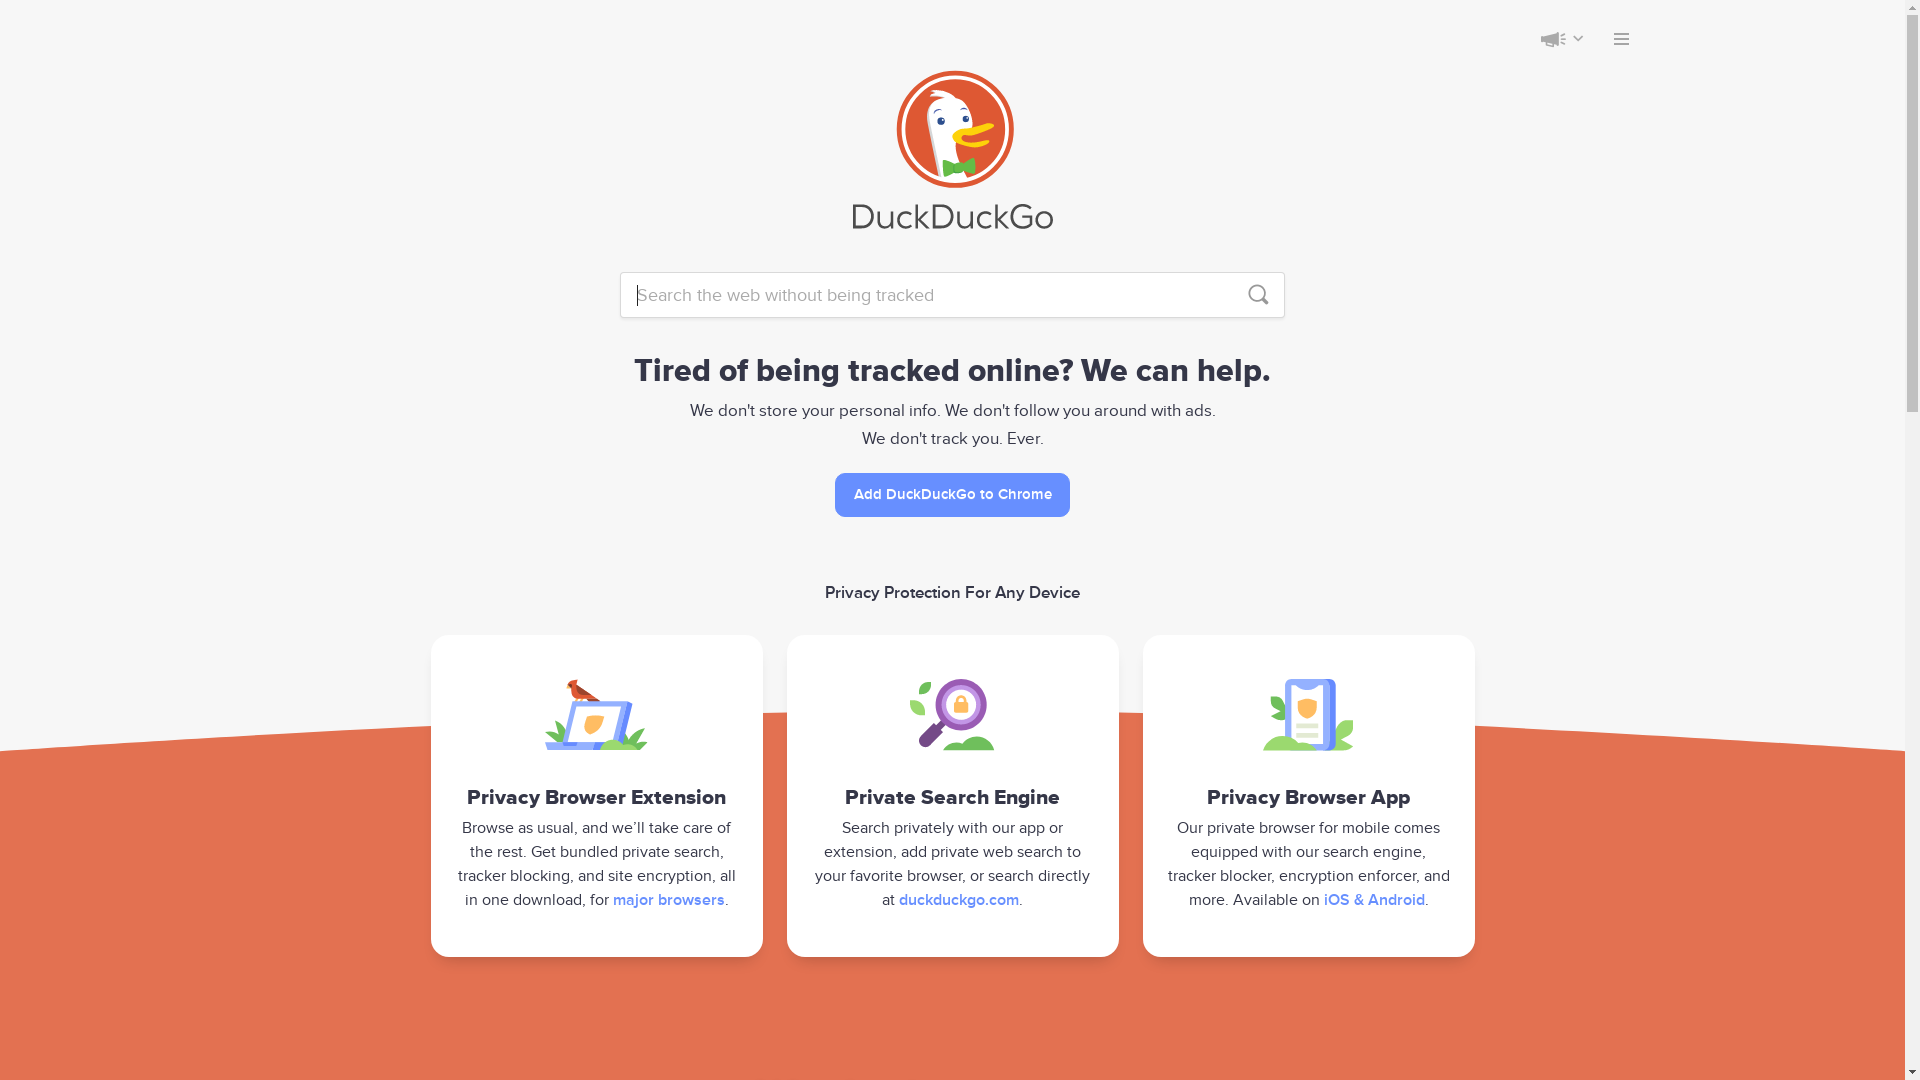 DuckDuckGo
Search the web without being tracked
Tired of being tracked online? We can help.
We don't store your personal info. We don't follow you around with ads.
We don't track you. Ever.
Add DuckDuckGo to Chrome
Privacy Protection For Any Device
Privacy Browser Extension
Browse as usual, and we’ll take care of
the rest. Get bundled private search,
tracker blocking, and site encryption, all
in one download, for major browsers.
Private Search Engine
Search privately with our app or
extension, add private web search to
your favorite browser, or search directly
at duckduckgo.com.
Privacy Browser App
Our private browser for mobile comes
equipped with our search engine,
tracker blocker, encryption enforcer, and
more. Available on iOS & Android.